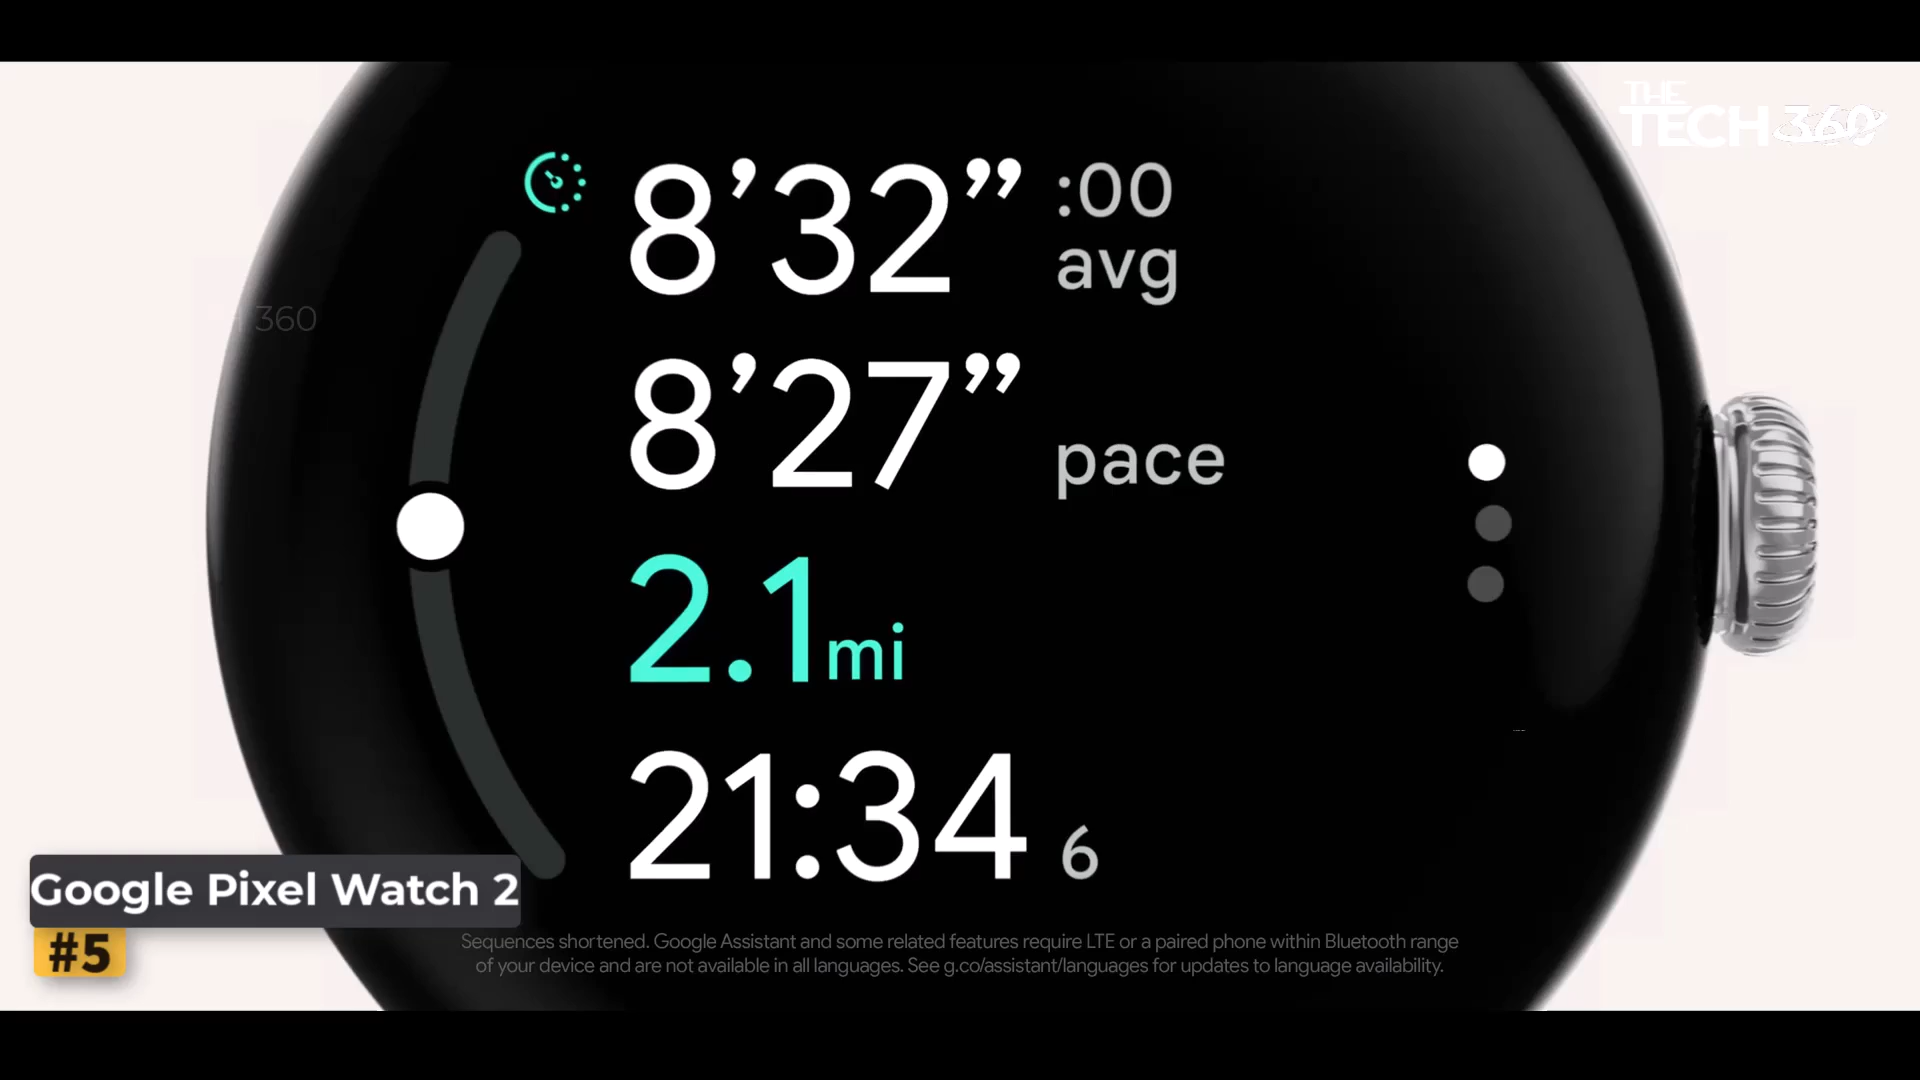 THE
TECH 360
8’32” :00
avg
360
8’27” pace
2.1mi
21:34 6
Google Pixel Watch 2
#5
Sequences shortened. Google Assistant and some related features require LTE or a paired phone within Bluetooth range
of your device and are not available in all languages. See g.co/assistant/languages for updates to language availability.